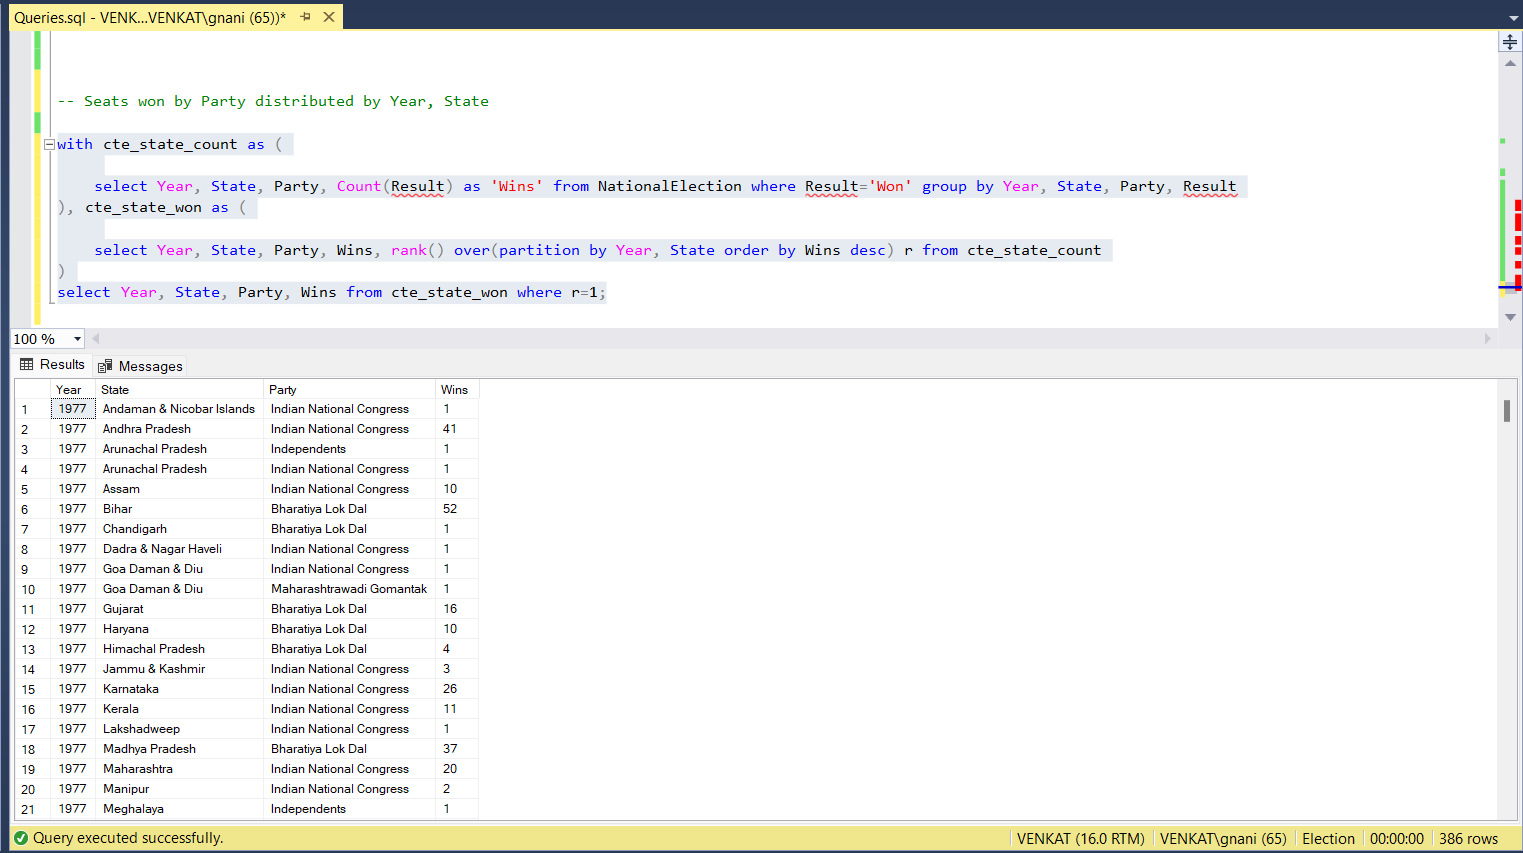 Queries.sql - VENK...VENKAT\gnani (65))*
-- Seats won by Party distributed by Year, State
with cte_state_count as (
select Year, State, Party, Count(Result) as 'Wins' from NationalElection where Result='Won' group by Year, State, Party, Result
), cte_state_won as (
select Year, State, Party, Wins, rank() over(partition by Year, State order by Wins desc) r from cte_state_count
)
select Year, State, Party, Wins from cte_state_won where r=1;
100 %
Results Messages
Year State Party Wins
1 1977 Andaman & Nicobar Islands Indian National Congress 1
2 1977 Andhra Pradesh Indian National Congress 41
3 1977 Arunachal Pradesh Independents 1
4 1977 Arunachal Pradesh Indian National Congress 1
5 1977 Assam Indian National Congress 10
6 1977 Bihar Bharatiya Lok Dal 52
7 1977 Chandigarh Bharatiya Lok Dal 1
8 1977 Dadra & Nagar Haveli Indian National Congress 1
9 1977 Goa Daman & Diu Indian National Congress 1
10 1977 Goa Daman & Diu Maharashtrawadi Gomantak 1
11 1977 Gujarat Bharatiya Lok Dal 16
12 1977 Haryana Bharatiya Lok Dal 10
13 1977 Himachal Pradesh Bharatiya Lok Dal 4
14 1977 Jammu & Kashmir Indian National Congress 3
15 1977 Karnataka Indian National Congress 26
16 1977 Kerala Indian National Congress 11
17 1977 Lakshadweep Indian National Congress 1
18 1977 Madhya Pradesh Bharatiya Lok Dal 37
19 1977 Maharashtra Indian National Congress 20
20 1977 Manipur Indian National Congress 2
21 1977 Meghalaya Independents 1
Query executed successfully. VENKAT (16.0 RTM) VENKAT\gnani (65) Election 00:00:00 386 rows